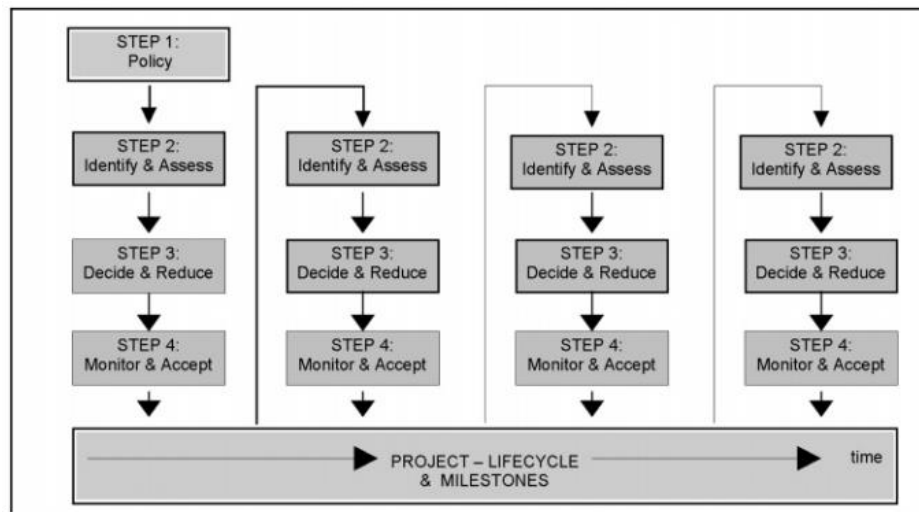 STEP 1:
Policy
STEP 2:
Identify & Assess
STEP 2:
Identify & Assess
STEP 2:
Identify & Assess
STEP 2:
Identify & Assess
STEP 3:
Decide & Reduce
STEP 3:
Decide & Reduce
STEP 3:
Decide & Reduce
STEP 3:
Decide & Reduce
STEP 4:
Monitor & Accept
STEP 4:
Monitor & Accept
STEP 4:
Monitor & Accept
STEP 4:
Monitor & Accept
PROJECT – LIFECYCLE
& MILESTONES
time